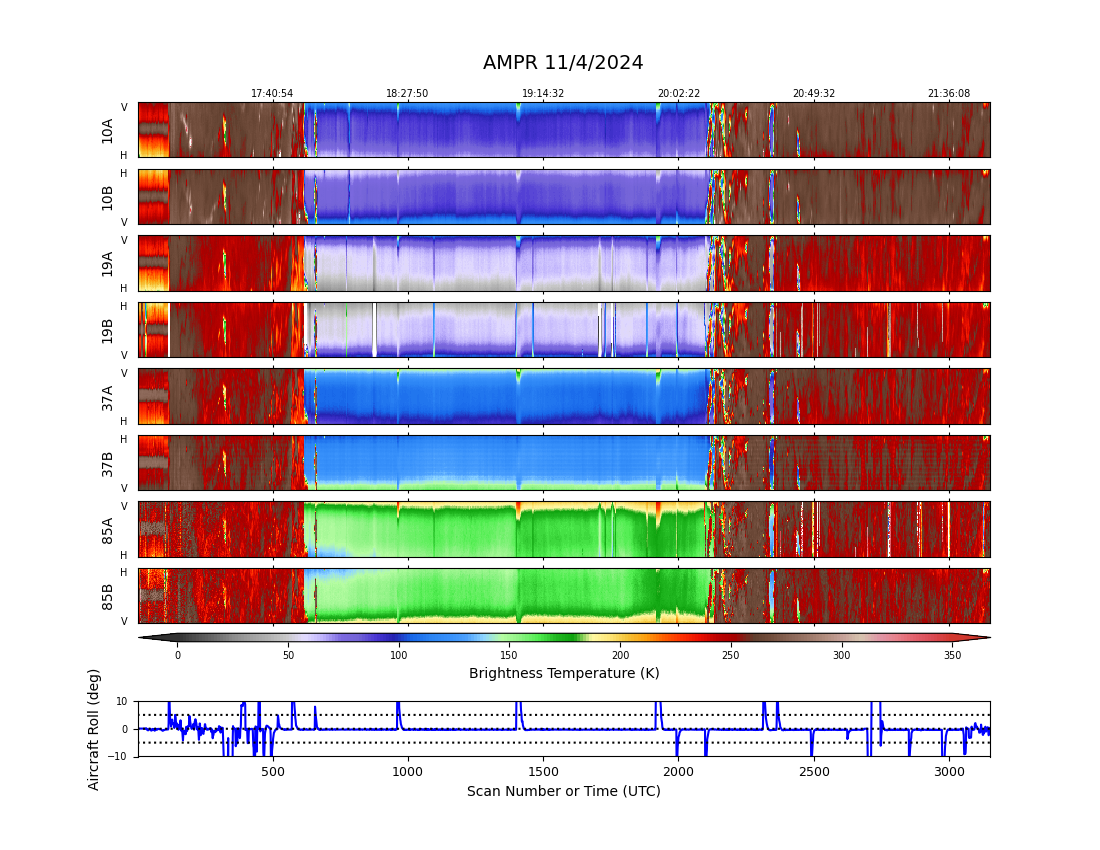 AMPR 11/4/2024
17:40:54 18:27:50 19:14:32 20:02:22 20:49:32 21:36:08
V
10A
H
H
10B
V
V
19A
H
H
19B
V
V
37A
H
H
37B
V
V
85A
H
H
85B
V
0 50 100 150 200 250 300 350
Brightness Temperature (K)
Aircraft Roll (deg)
10
0
−10
500 1000 1500 2000 2500 3000
Scan Number or Time (UTC)